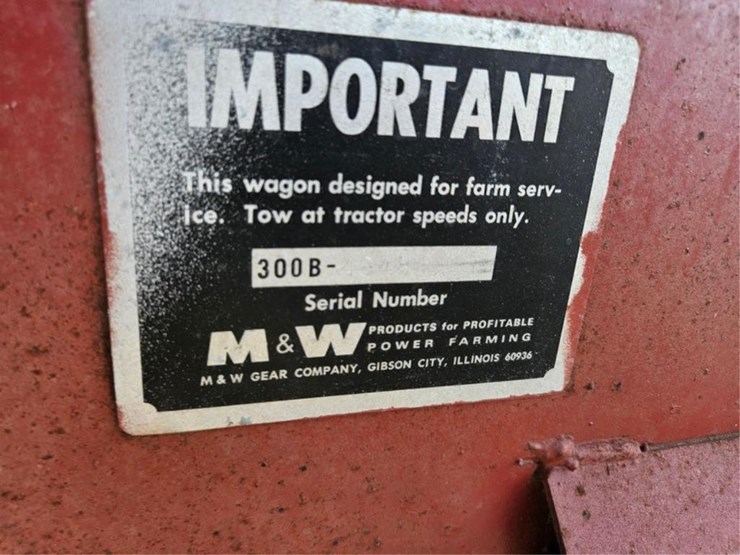 IMPORTANT
This wagon designed for farm serv-
ice. Tow at tractor speeds only.
300B-
Serial Number
M & W PRODUCTS for PROFITABLE
POWER FARMING
M & W GEAR COMPANY, GIBSON CITY, ILLINOIS 60936